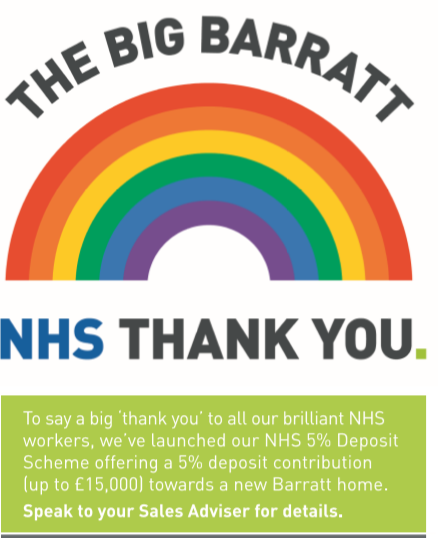 THE BIG BARRATT
NHS THANK YOU.
To say a big ‘thank you’ to all our brilliant NHS
workers, we’ve launched our NHS 5% Deposit
Scheme offering a 5% deposit contribution
(up to £15,000) towards a new Barratt home.
Speak to your Sales Adviser for details.